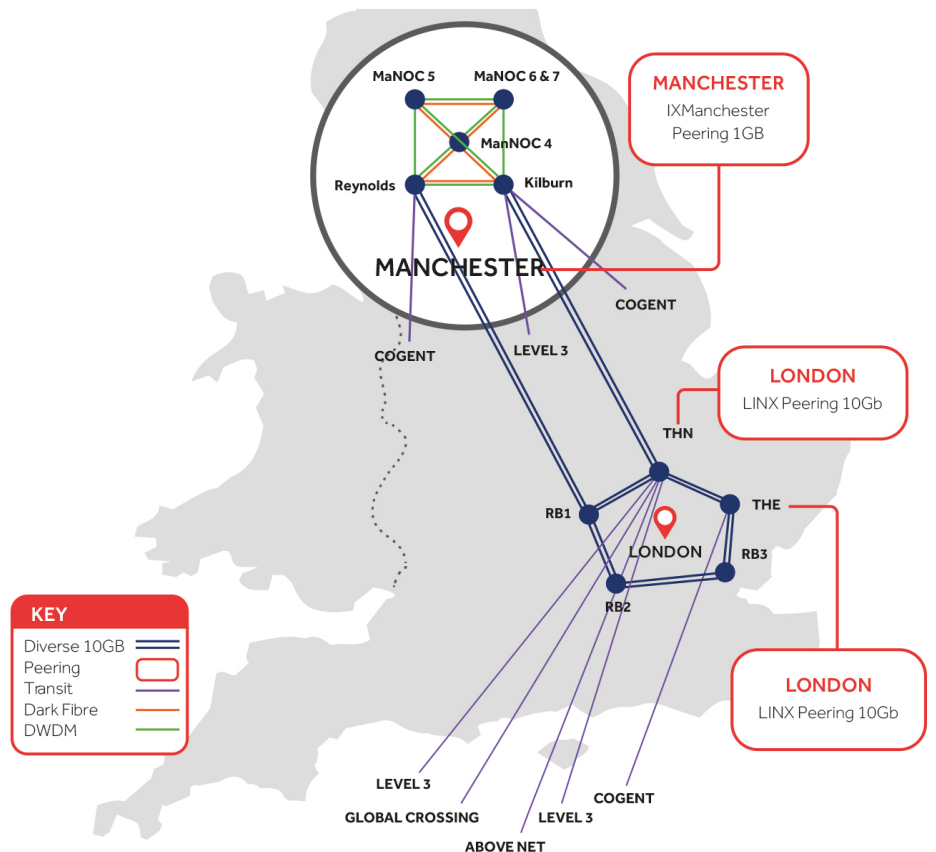 MaNOC 5
MaNOC 6 & 7
ManNOC 4
Reynolds
Kilburn
MANCHESTER
MANCHESTER
IXManchester
Peering 1GB
COGENT
LEVEL 3
COGENT
LONDON
LINX Peering 10Gb
THN
THE
RB1
LONDON
RB3
RB2
KEY
Diverse 10GB
Peering
Transit
Dark Fibre
DWDM
LONDON
LINX Peering 10Gb
LEVEL 3
GLOBAL CROSSING
ABOVE NET
LEVEL 3
COGENT